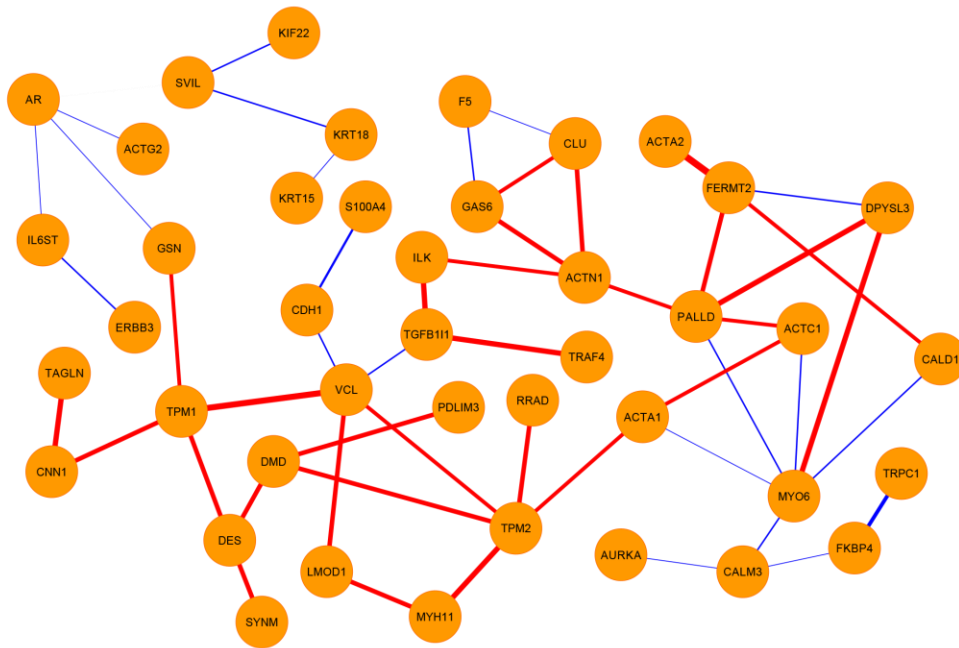 KIF22
SVIL
AR
F5
KRT18
ACTG2
CLU
ACTA2
FERMT2
KRT15
S100A4
GAS6
DPYSL3
IL6ST
GSN
ILK
ACTN1
CDH1
PALLD
ERBB3
TGFB1I1
ACTC1
TRAF4
CALD1
TAGLN
VCL
TPM1
PDLIM3
RRAD
ACTA1
CNN1
DMD
TRPC1
MYO6
TPM2
DES
FKBP4
AURKA
LMOD1
CALM3
MYH11
SYNM